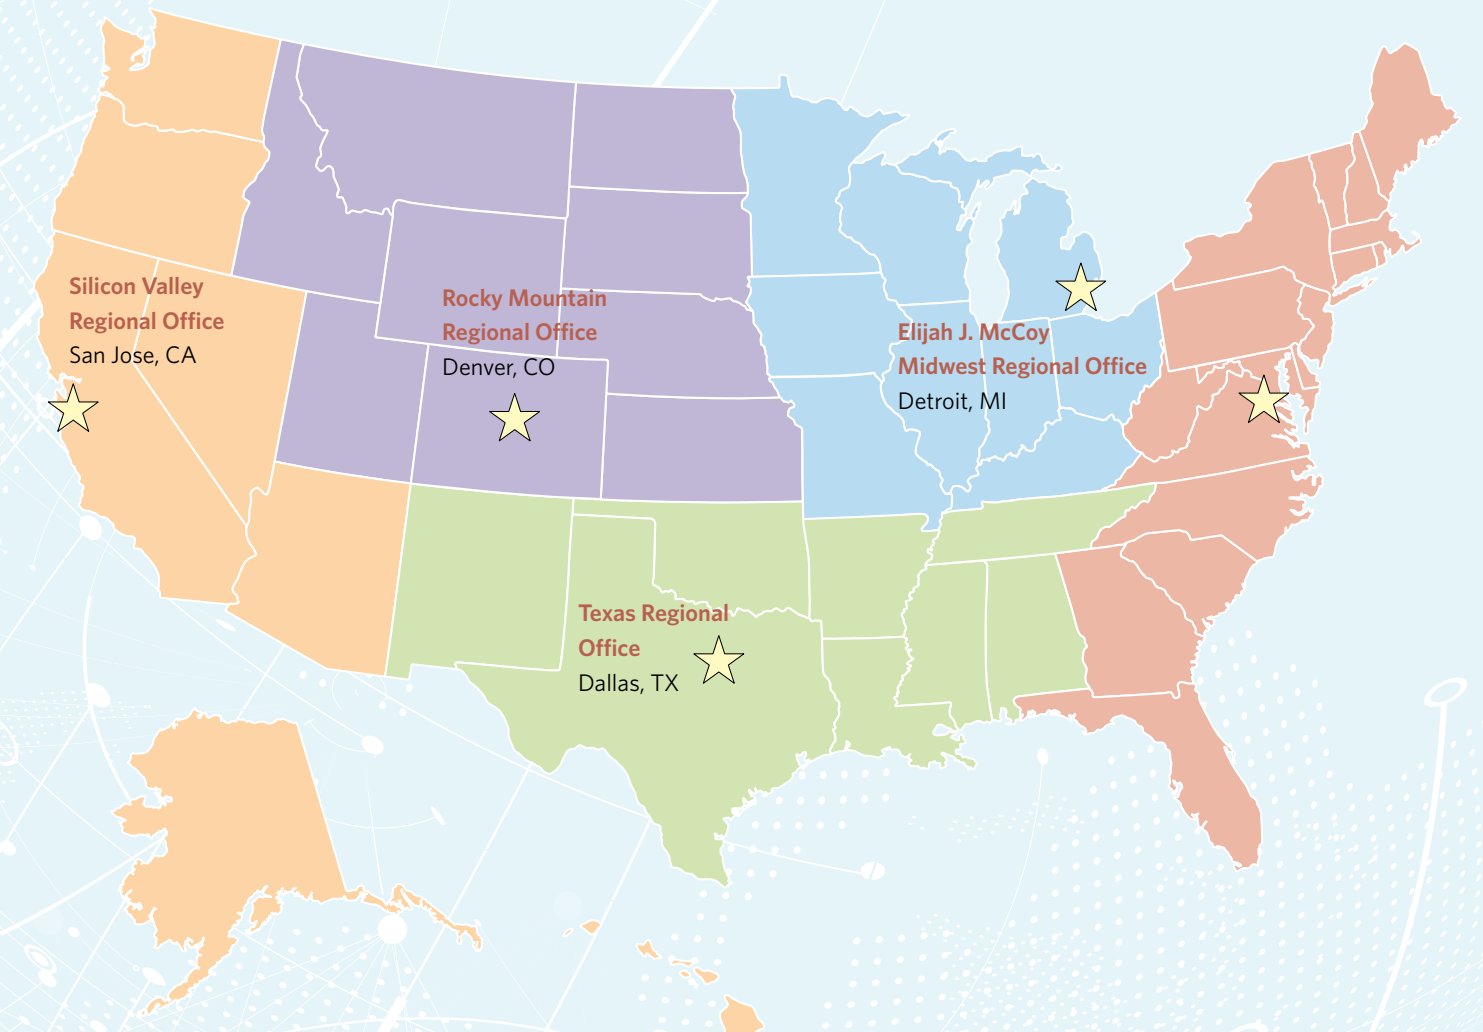 Silicon Valley
Regional Office
San Jose, CA
Rocky Mountain
Regional Office
Denver, CO
Elijah J. McCoy
Midwest Regional Office
Detroit, MI
Texas Regional
Office
Dallas, TX